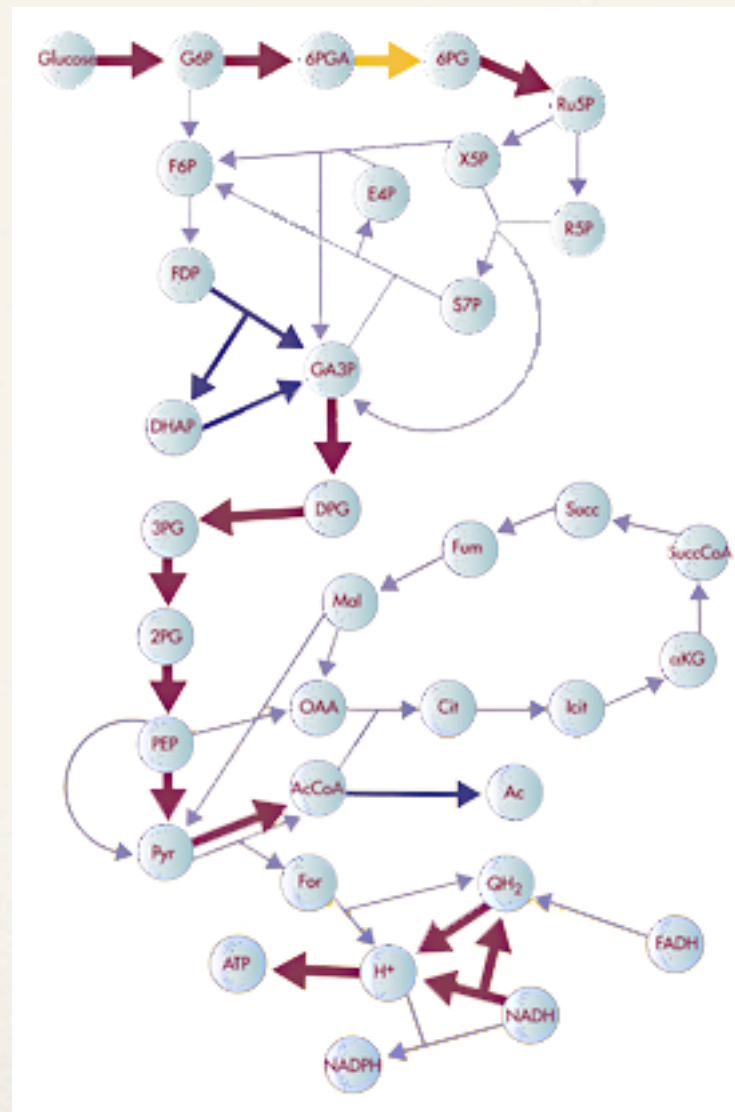 Glucose
G6P
6PGA
6PG
Ru5P
F6P
X5P
E4P
R5P
FDP
S7P
GA3P
DHAP
DPG
3PG
Succ
Fum
SuccCoA
Mal
2PG
αKG
OAA
Cit
Icit
PEP
AcCoA
Ac
Pyr
For
QH₂
FADH
ATP
H⁺
NADH
NADPH